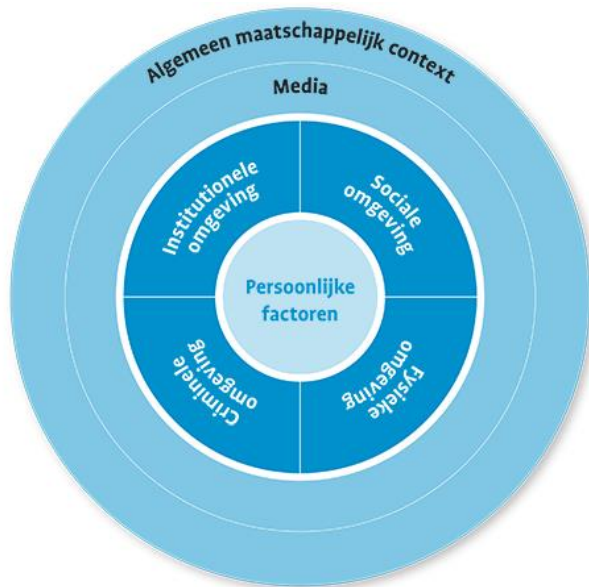 Algemeen maatschappelijk context
Media
Institutionele
omgeving
Sociale
omgeving
Persoonlijke
factoren
Criminele
omgeving
Fysieke
omgeving